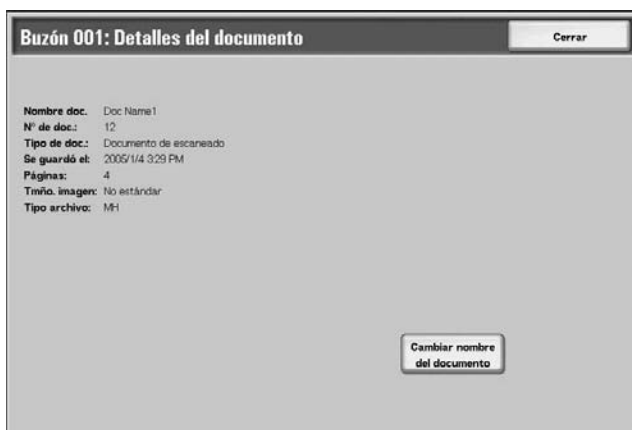 Buzón 001: Detalles del documento
Cerrar
Nombre doc. Doc Name1
Nº de doc.: 12
Tipo de doc.: Documento de escaneado
Se guardó el: 2005/1/4 3:29 PM
Páginas: 4
Tmño. imagen: No estándar
Tipo archivo: MH
Cambiar nombre
del documento